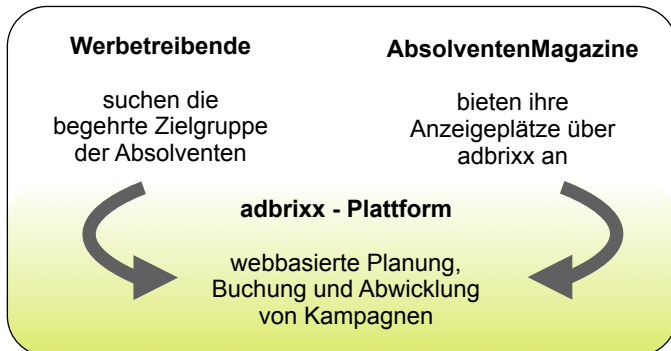 Werbetreibende
suchen die
begehrte Zielgruppe
der Absolventen
AbsolventenMagazine
bieten ihre
Anzeigeplätze über
adbrixx an
adbrixx - Plattform
webbasierte Planung,
Buchung und Abwicklung
von Kampagnen